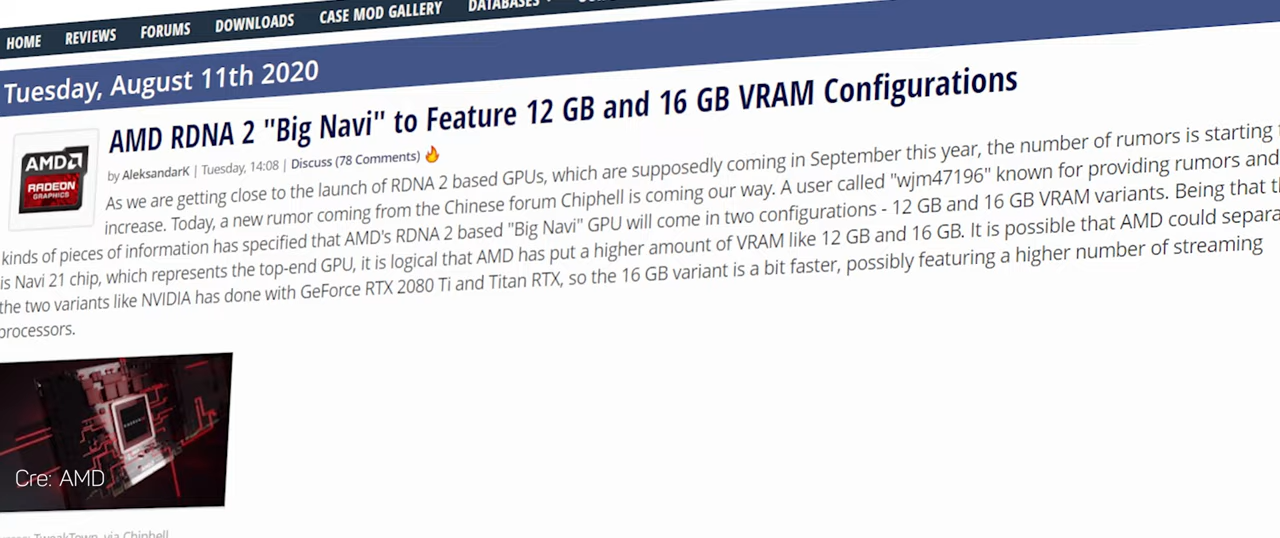 HOME REVIEWS FORUMS DOWNLOADS CASE MOD GALLERY DATABASES
Tuesday, August 11th 2020
AMD RDNA 2 "Big Navi" to Feature 12 GB and 16 GB VRAM Configurations
by AleksandarK | Tuesday, 14:08 | Discuss (78 Comments)
AMD
RADEON
GRAPHICS
As we are getting close to the launch of RDNA 2 based GPUs, which are supposedly coming in September this year, the number of rumors is starting
increase. Today, a new rumor coming from the Chinese forum Chiphell is coming our way. A user called "wjm47196" known for providing rumors and
kinds of pieces of information has specified that AMD's RDNA 2 based "Big Navi" GPU will come in two configurations - 12 GB and 16 GB VRAM variants. Being that
is Navi 21 chip, which represents the top-end GPU, it is logical that AMD has put a higher amount of VRAM like 12 GB and 16 GB. It is possible that AMD could separa
the two variants like NVIDIA has done with GeForce RTX 2080 Ti and Titan RTX, so the 16 GB variant is a bit faster, possibly featuring a higher number of streaming
processors.
Cre: AMD
TweakTown, via Chiphell